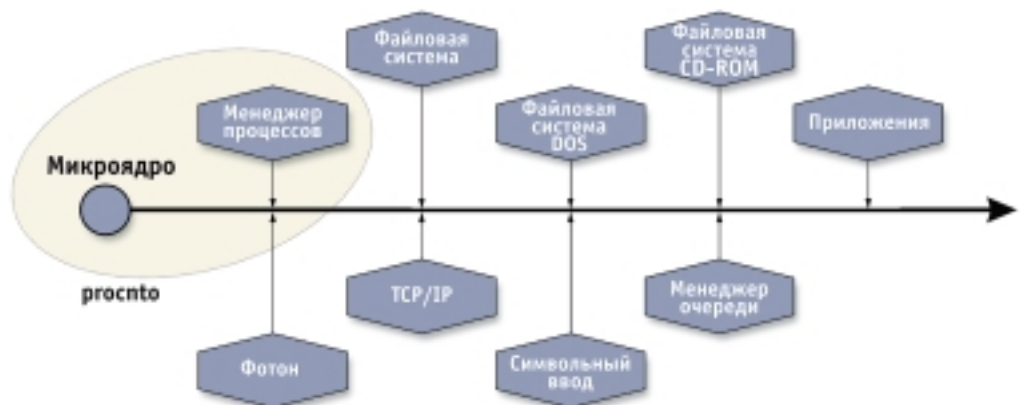 Файловая
система
Файловая
система
CD-ROM
Менеджер
процессов
Файловая
система
DOS
Приложения
Микроядро
procnto
TCP/IP
Менеджер
очереди
Фотон
Символьный
ввод